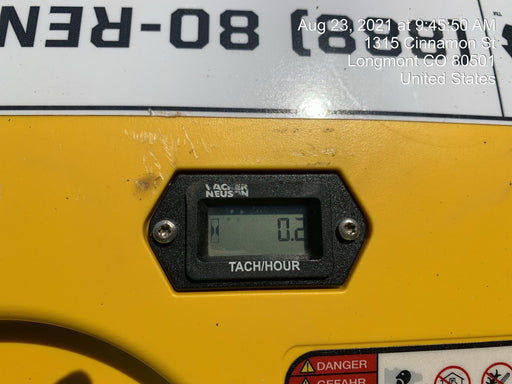 Aug 23, 2021 at 9:45:50 AM
1315 Cinnamon St
Longmont CO 80501
United States
(669) 80-REN
WACKER
NEUSON
0.2
TACH/HOUR
DANGER
GEFAHR